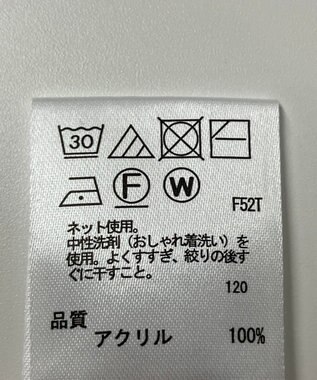 30
F W
F52T
ネット使用。
中性洗剤（おしゃれ着洗い）を
使用。よくすすぎ、絞りの後す
ぐに干すこと。
120
品質
アクリル 100%